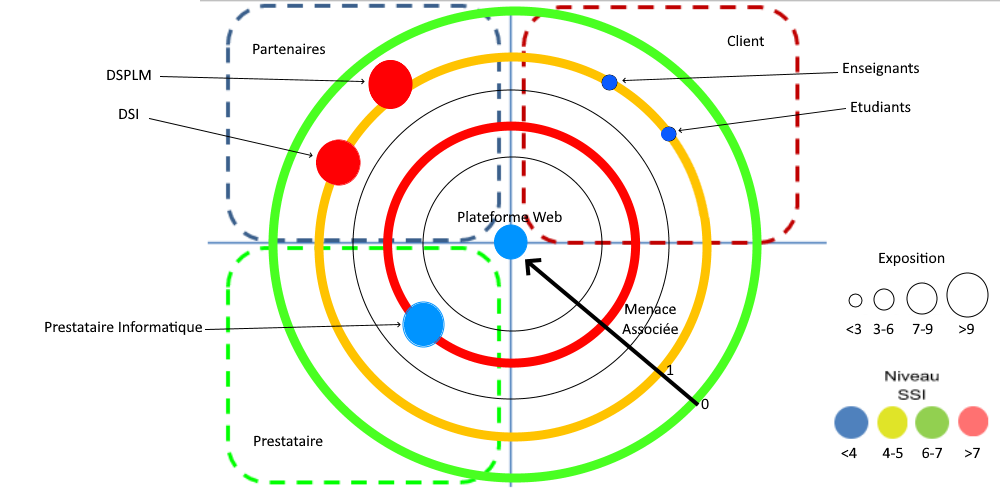 Partenaires
Client
DSPLM
Enseignants
DSI
Etudiants
Plateforme Web
Exposition
Menace
Associée
<3
3-6
7-9
>9
Prestataire Informatique
1
Niveau
SSI
0
Prestataire
<4
4-5
6-7
>7